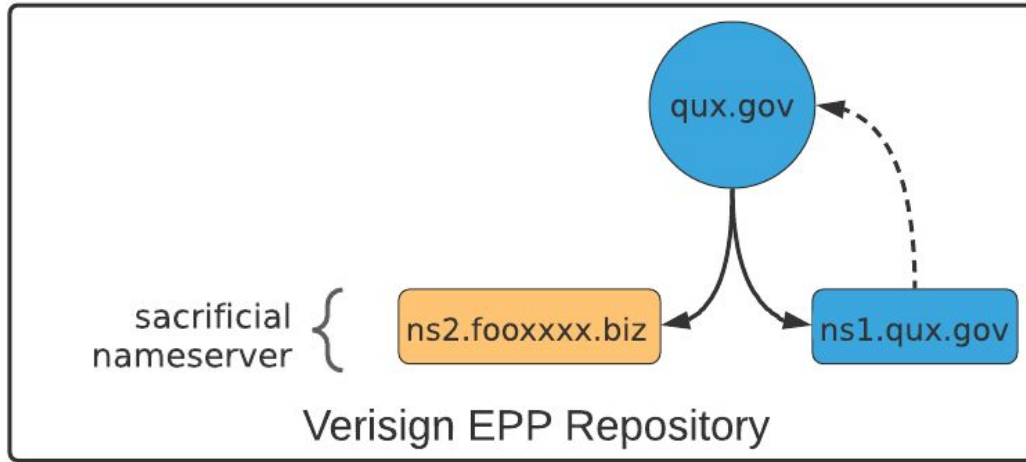 qux.gov
sacrificial
nameserver
ns2.fooxxxx.biz
ns1.qux.gov
Verisign EPP Repository